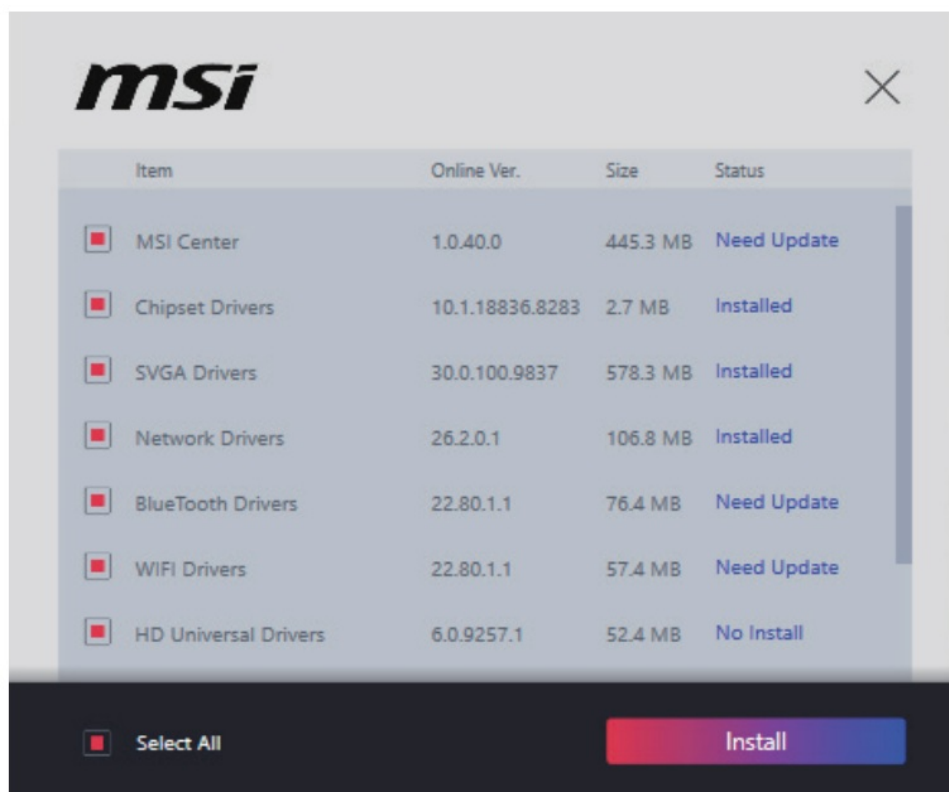 msi
Item Online Ver. Size Status
MSI Center 1.0.40.0 445.3 MB Need Update
Chipset Drivers 10.1.18836.8283 2.7 MB Installed
SVGA Drivers 30.0.100.9837 578.3 MB Installed
Network Drivers 26.2.0.1 106.8 MB Installed
BlueTooth Drivers 22.80.1.1 76.4 MB Need Update
WIFI Drivers 22.80.1.1 57.4 MB Need Update
HD Universal Drivers 6.0.9257.1 52.4 MB No Install
Select All Install